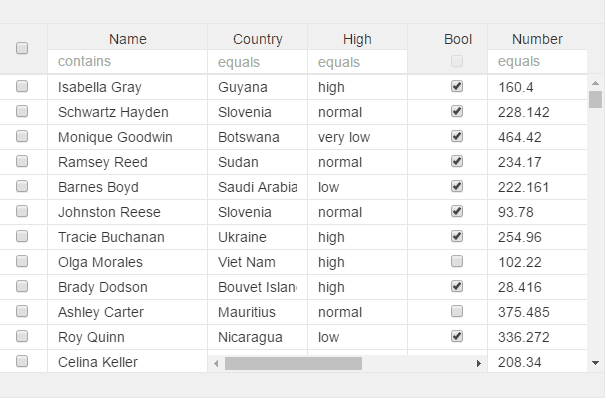 Name Country High Bool Number
contains equals equals equals
Isabella Gray Guyana high 160.4
Schwartz Hayden Slovenia normal 228.142
Monique Goodwin Botswana very low 464.42
Ramsey Reed Sudan normal 234.17
Barnes Boyd Saudi Arabia low 222.161
Johnston Reese Slovenia normal 93.78
Tracie Buchanan Ukraine high 254.96
Olga Morales Viet Nam high 102.22
Brady Dodson Bouvet Islan high 28.416
Ashley Carter Mauritius normal 375.485
Roy Quinn Nicaragua low 336.272
Celina Keller 208.34